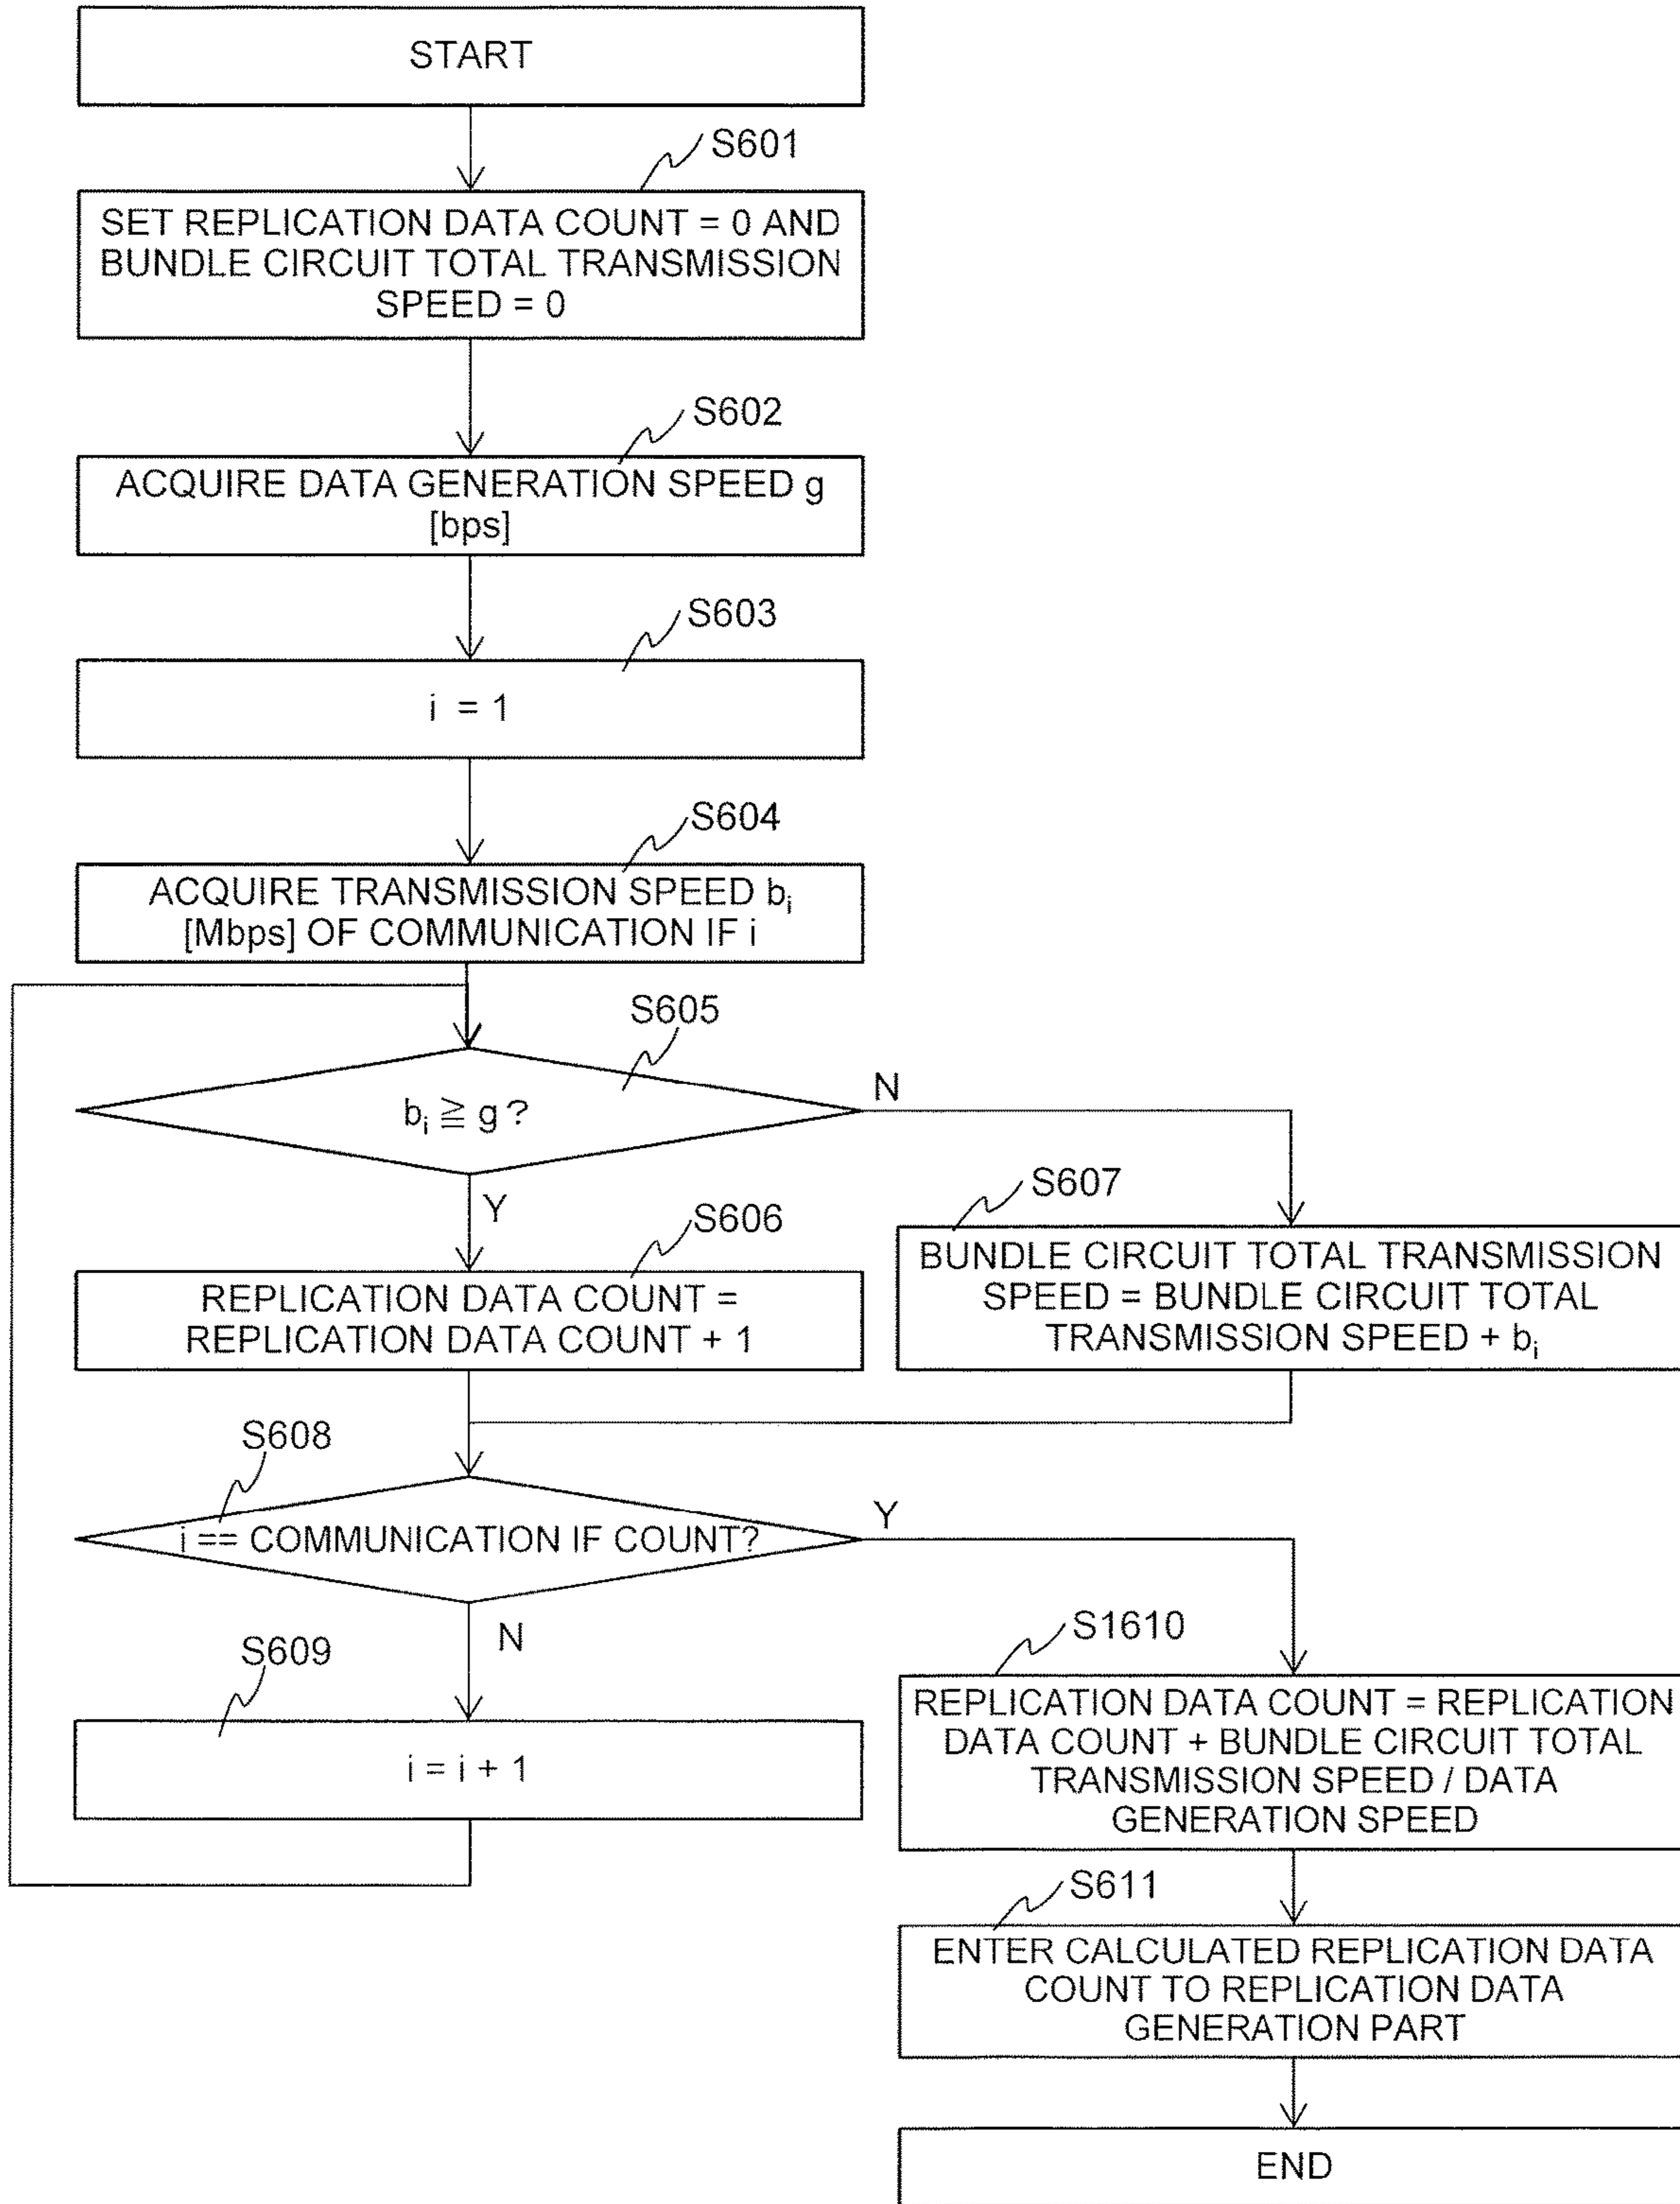 START
S601
SET REPLICATION DATA COUNT = 0 AND
BUNDLE CIRCUIT TOTAL TRANSMISSION
SPEED = 0
S602
ACQUIRE DATA GENERATION SPEED g
[bps]
S603
i = 1
S604
ACQUIRE TRANSMISSION SPEED bᵢ
[Mbps] OF COMMUNICATION IF i
S605
bᵢ ≧ g ?
N
Y
S606
REPLICATION DATA COUNT =
REPLICATION DATA COUNT + 1
S607
BUNDLE CIRCUIT TOTAL TRANSMISSION
SPEED = BUNDLE CIRCUIT TOTAL
TRANSMISSION SPEED + bᵢ
S608
i == COMMUNICATION IF COUNT?
Y
N
S609
i = i + 1
S1610
REPLICATION DATA COUNT = REPLICATION
DATA COUNT + BUNDLE CIRCUIT TOTAL
TRANSMISSION SPEED / DATA
GENERATION SPEED
S611
ENTER CALCULATED REPLICATION DATA
COUNT TO REPLICATION DATA
GENERATION PART
END